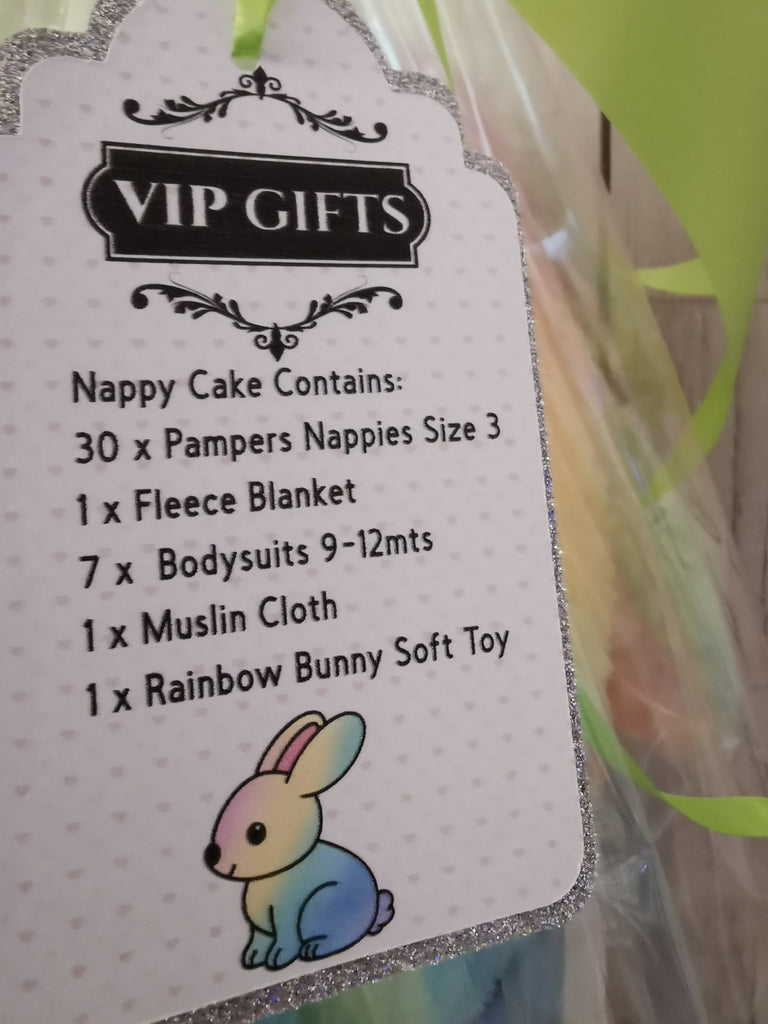 VIP GIFTS
Nappy Cake Contains:
30 x Pampers Nappies Size 3
1 x Fleece Blanket
7 x Bodysuits 9-12mts
1 x Muslin Cloth
1 x Rainbow Bunny Soft Toy